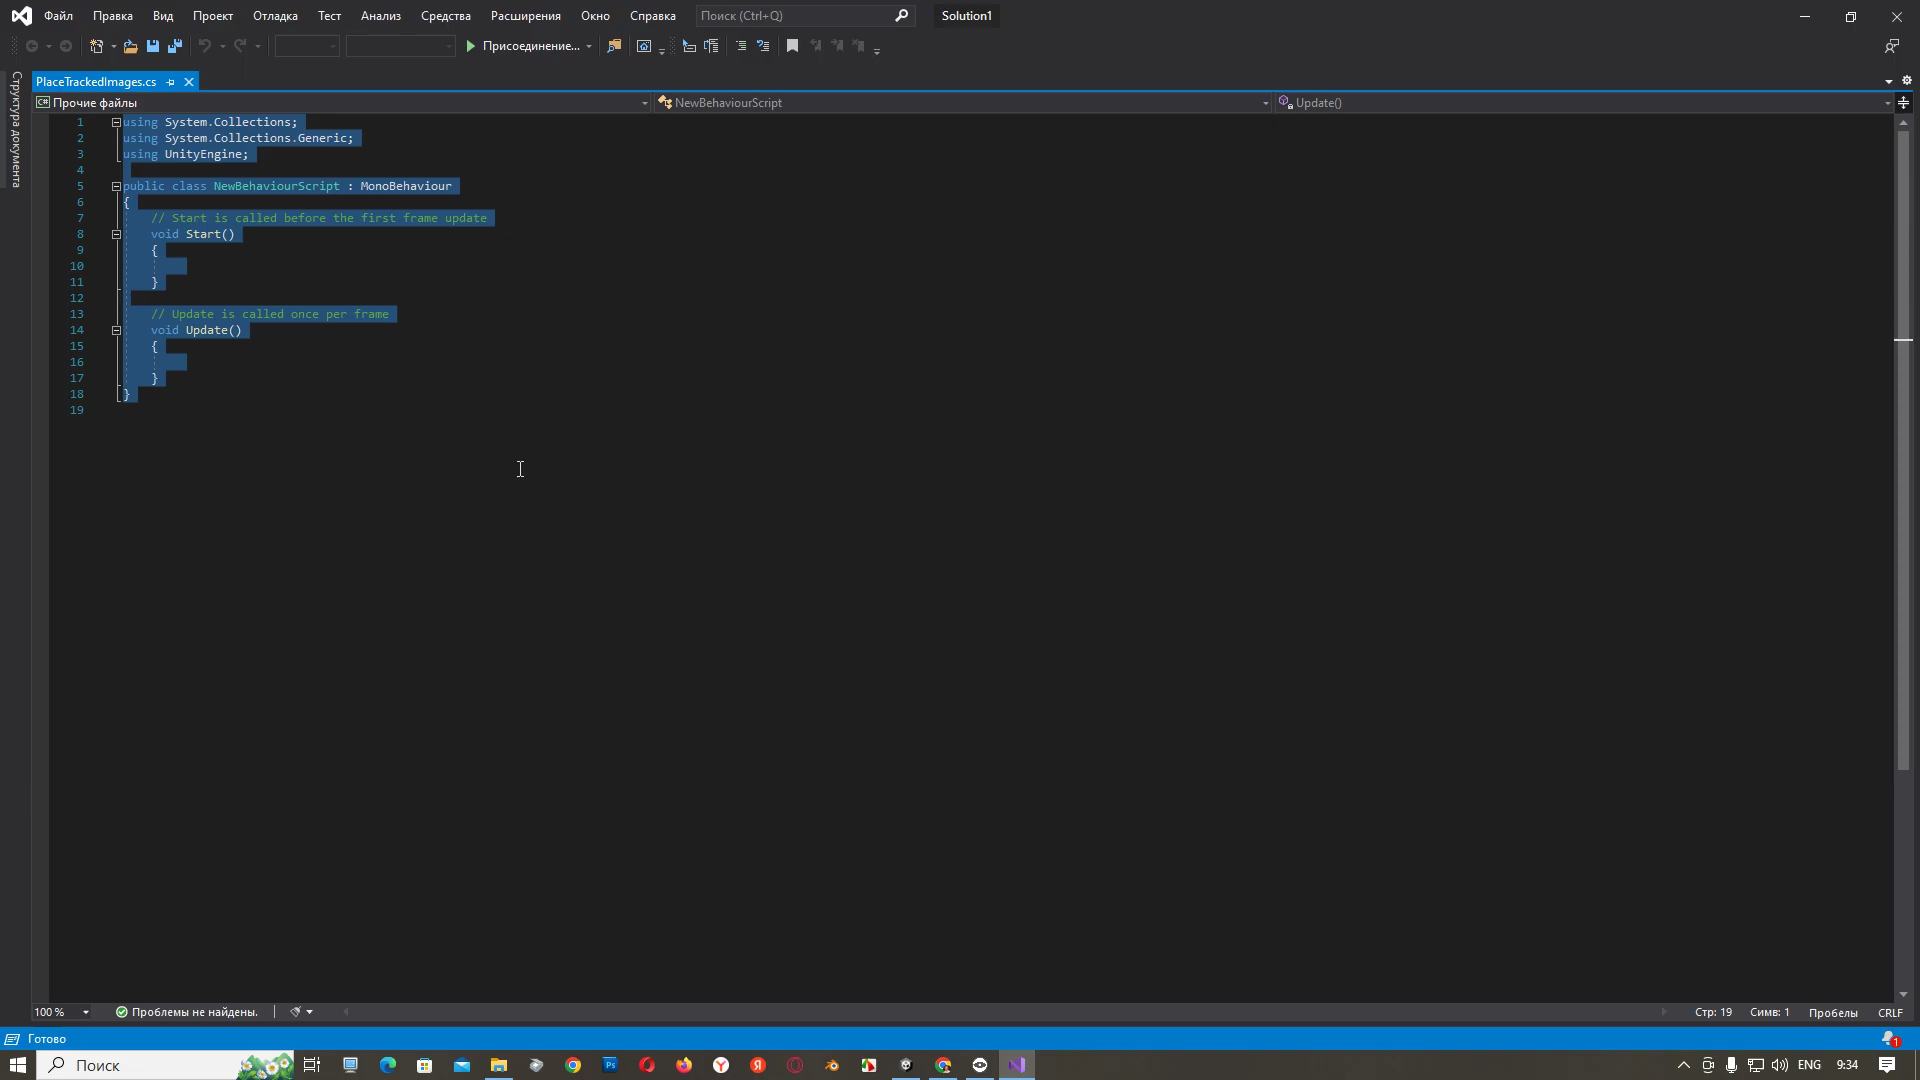 Файл Правка Вид Проект Отладка Тест Анализ Средства Расширения Окно Справка Поиск (Ctrl+Q) Solution1
Присоединение...
PlaceTrackedImages.cs
C# Прочие файлы NewBehaviourScript Update()
Структура документа
1 using System.Collections;
2 using System.Collections.Generic;
3 using UnityEngine;
4
5 public class NewBehaviourScript : MonoBehaviour
6 {
7 // Start is called before the first frame update
8 void Start()
9 {
10
11 }
12
13 // Update is called once per frame
14 void Update()
15 {
16
17 }
18 }
19
100 % Проблемы не найдены. Стр: 19 Симв: 1 Пробелы CRLF
Готово 1
Поиск Ps Y Я ENG 9:34